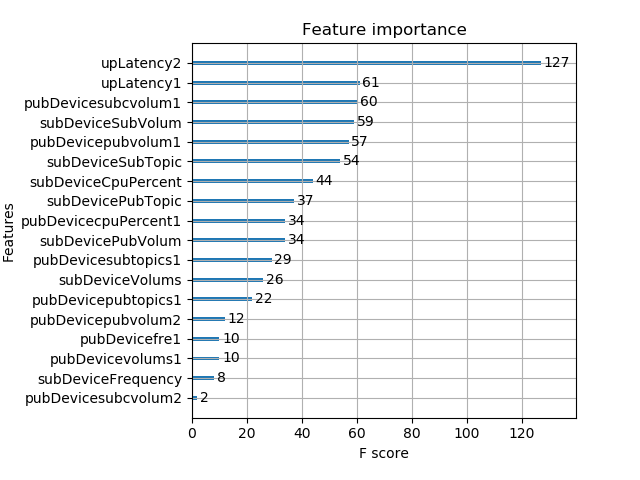 Feature importance
upLatency2 127
upLatency1 61
pubDevicesubcvolum1 60
subDeviceSubVolum 59
pubDevicepubvolum1 57
subDeviceSubTopic 54
subDeviceCpuPercent 44
subDevicePubTopic 37
pubDevicecpuPercent1 34
subDevicePubVolum 34
pubDevicesubtopics1 29
subDeviceVolums 26
pubDevicepubtopics1 22
pubDevicepubvolum2 12
pubDevicefre1 10
pubDevicevolums1 10
subDeviceFrequency 8
pubDevicesubcvolum2 2
Features
0 20 40 60 80 100 120
F score